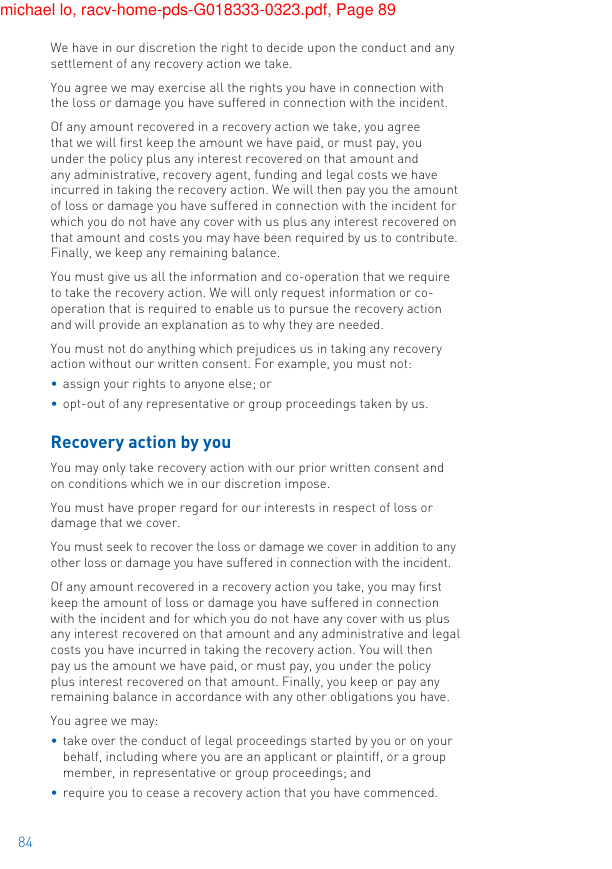 michael lo, racv-home-pds-G018333-0323.pdf, Page 89
We have in our discretion the right to decide upon the conduct and any
settlement of any recovery action we take.
You agree we may exercise all the rights you have in connection with
the loss or damage you have suffered in connection with the incident.
Of any amount recovered in a recovery action we take, you agree
that we will first keep the amount we have paid, or must pay, you
under the policy plus any interest recovered on that amount and
any administrative, recovery agent, funding and legal costs we have
incurred in taking the recovery action. We will then pay you the amount
of loss or damage you have suffered in connection with the incident for
which you do not have any cover with us plus any interest recovered on
that amount and costs you may have been required by us to contribute.
Finally, we keep any remaining balance.
You must give us all the information and co-operation that we require
to take the recovery action. We will only request information or co-
operation that is required to enable us to pursue the recovery action
and will provide an explanation as to why they are needed.
You must not do anything which prejudices us in taking any recovery
action without our written consent. For example, you must not:
• assign your rights to anyone else; or
• opt-out of any representative or group proceedings taken by us.
Recovery action by you
You may only take recovery action with our prior written consent and
on conditions which we in our discretion impose.
You must have proper regard for our interests in respect of loss or
damage that we cover.
You must seek to recover the loss or damage we cover in addition to any
other loss or damage you have suffered in connection with the incident.
Of any amount recovered in a recovery action you take, you may first
keep the amount of loss or damage you have suffered in connection
with the incident and for which you do not have any cover with us plus
any interest recovered on that amount and any administrative and legal
costs you have incurred in taking the recovery action. You will then
pay us the amount we have paid, or must pay, you under the policy
plus interest recovered on that amount. Finally, you keep or pay any
remaining balance in accordance with any other obligations you have.
You agree we may:
• take over the conduct of legal proceedings started by you or on your
behalf, including where you are an applicant or plaintiff, or a group
member, in representative or group proceedings; and
• require you to cease a recovery action that you have commenced.
84